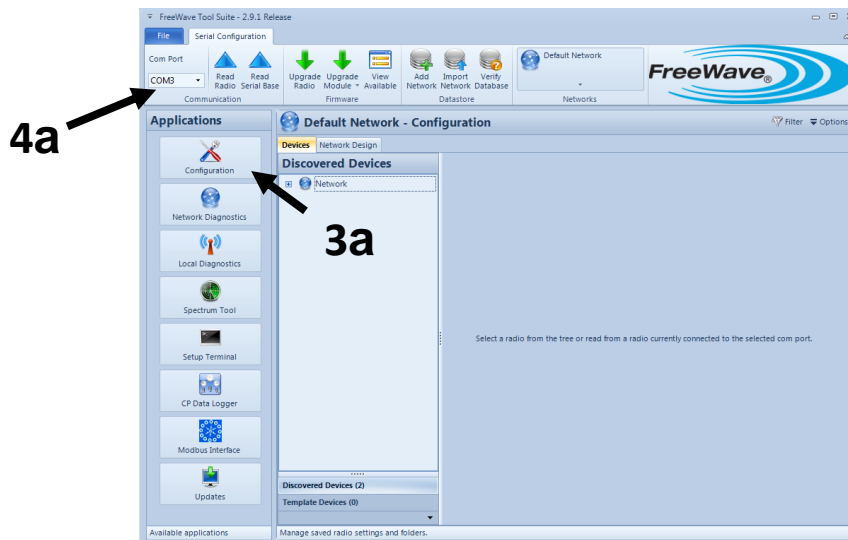 FreeWave Tool Suite - 2.9.1 Release
File Serial Configuration
Com Port
COM3
Read Radio
Read Serial Base
Communication
Upgrade Radio
Upgrade Module
View Available
Firmware
Add Network
Import Network
Verify Database
Datastore
Default Network
Networks
FreeWave®
4a
Applications
Configuration
Network Diagnostics
Local Diagnostics
Spectrum Tool
Setup Terminal
CP Data Logger
Modbus Interface
Updates
Available applications
Default Network - Configuration
Filter Options
Devices Network Design
Discovered Devices
Network
3a
Select a radio from the tree or read from a radio currently connected to the selected com port.
Discovered Devices (2)
Template Devices (0)
Manage saved radio settings and folders.